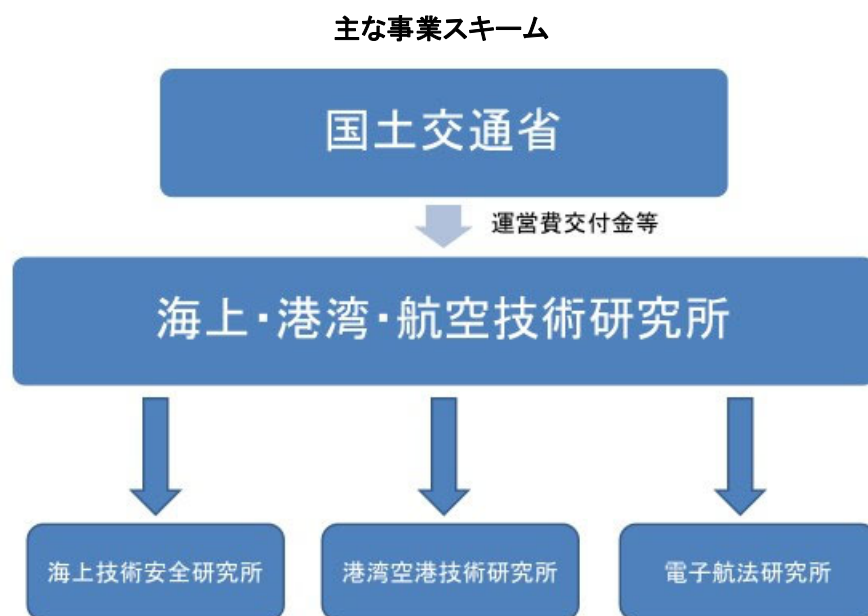 主な事業スキーム
国土交通省
運営費交付金等
海上・港湾・航空技術研究所
海上技術安全研究所
港湾空港技術研究所
電子航法研究所